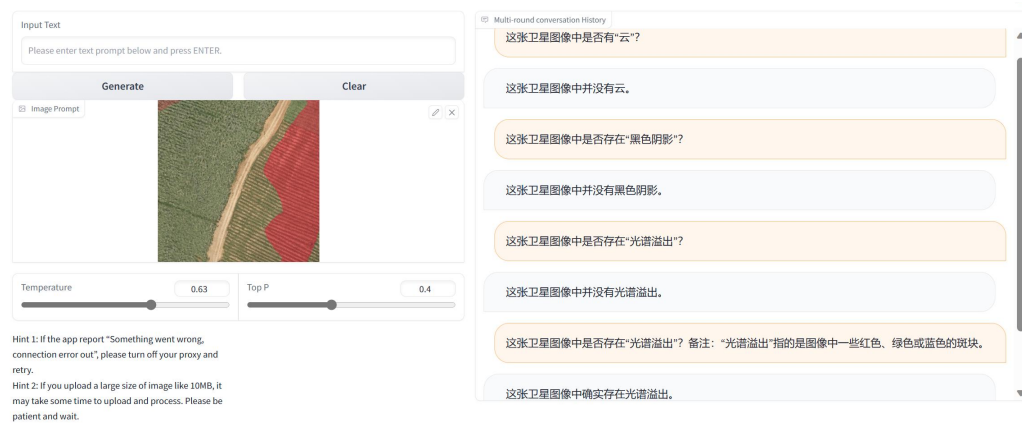 Input Text
Please enter text prompt below and press ENTER.
Generate
Clear
Image Prompt
Temperature
0.63
Top P
0.4
Hint 1: If the app report “Something went wrong,
connection error out”, please turn off your proxy and
retry.
Hint 2: If you upload a large size of image like 10MB, it
may take some time to upload and process. Please be
patient and wait.
Multi-round conversation History
这张卫星图像中是否有“云”？
这张卫星图像中并没有云。
这张卫星图像中是否存在“黑色阴影”？
这张卫星图像中并没有黑色阴影。
这张卫星图像中是否存在“光谱溢出”？
这张卫星图像中并没有光谱溢出。
这张卫星图像中是否存在“光谱溢出”？备注：“光谱溢出”指的是图像中一些红色、绿色或蓝色的斑块。
这张卫星图像中确实存在光谱溢出。